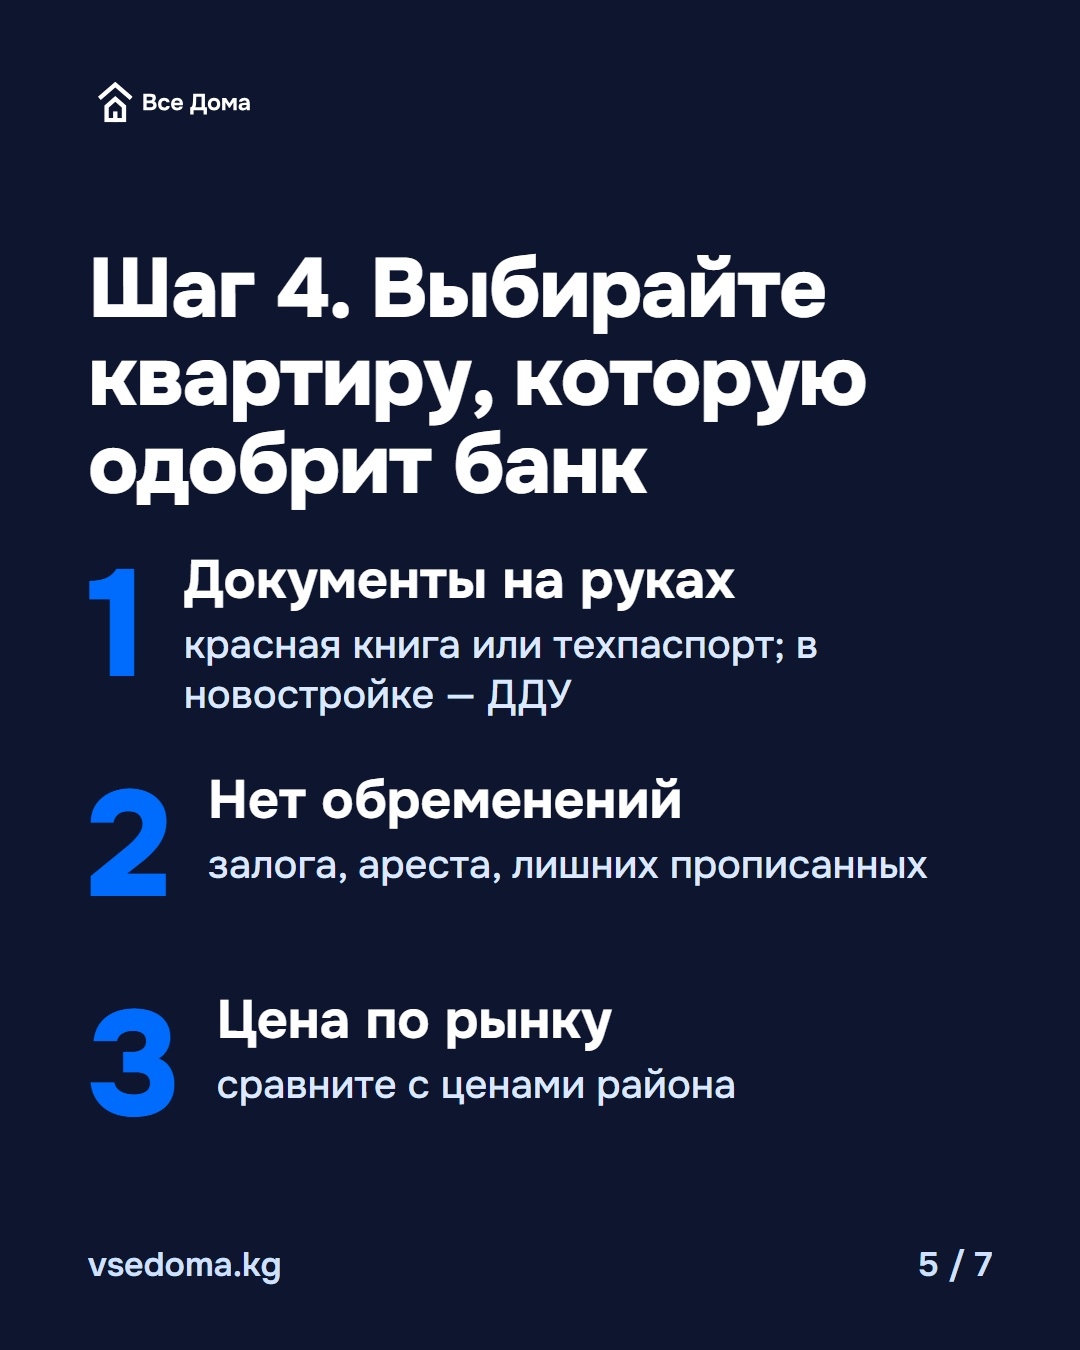 Все Дома
Шаг 4. Выбирайте
квартиру, которую
одобрит банк
1
Документы на руках
красная книга или техпаспорт; в
новостройке — ДДУ
2
Нет обременений
залога, ареста, лишних прописанных
3
Цена по рынку
сравните с ценами района
vsedoma.kg
5 / 7